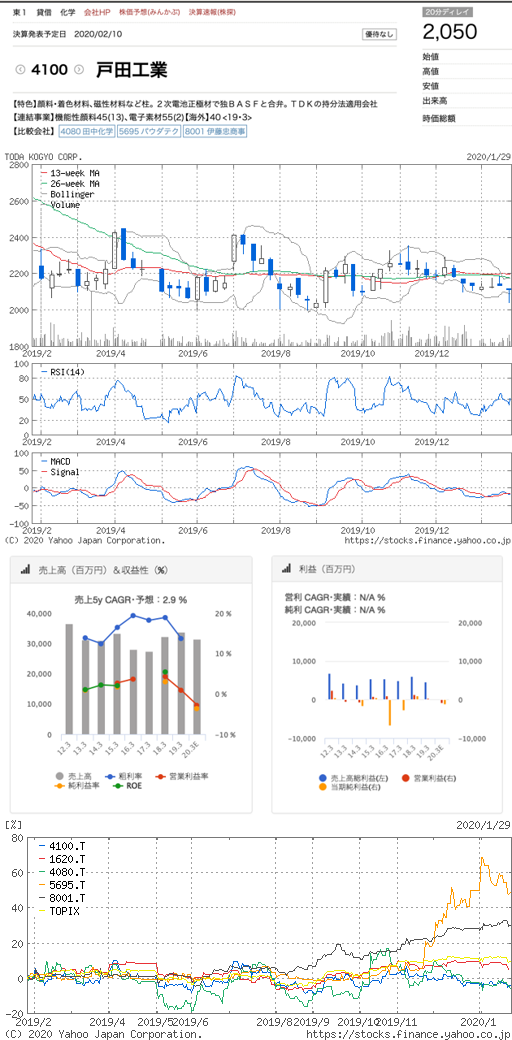 東1 貸借 化学 会社HP 株価予想(みんかぶ) 決算速報(株探)
決算発表予定日 2020/02/10
優待なし
20分ディレイ
2,050
4100 戸田工業
始値
高値
安値
出来高
時価総額
【特色】顔料・着色材料、磁性材料など柱。2次電池正極材で独BASFと合弁。TDKの持分法適用会社
【連結事業】機能性顔料45(13)、電子素材55(2)【海外】40 <19・3>
【比較会社】 4080 田中化学 5695 パウダテク 8001 伊藤忠商事
TODA KOGYO CORP.
2020/1/29
2800
2600
2400
2200
2000
1800
13-week MA
26-week MA
Bollinger
Volume
2019/2 2019/4 2019/6 2019/8 2019/10 2019/12
100
50
0
RSI(14)
2019/2 2019/4 2019/6 2019/8 2019/10 2019/12
100
50
0
-50
-100
MACD
Signal
2019/2 2019/4 2019/6 2019/8 2019/10 2019/12
(C) 2020 Yahoo Japan Corporation.
https://stocks.finance.yahoo.co.jp/
売上高（百万円）＆収益性（%）
売上5y CAGR・予想：2.9 %
40,000
30,000
20,000
10,000
0
20 %
10 %
0 %
-10 %
12.3 13.3 14.3 15.3 16.3 17.3 18.3 19.3 20.3E
売上高 粗利率 営業利益率
純利益率 ROE
利益（百万円）
営利 CAGR・実績：N/A %
純利 CAGR・実績：N/A %
20,000
10,000
0
-10,000
20,000
10,000
0
-10,000
12.3 13.3 14.3 15.3 16.3 17.3 18.3 19.3 20.3E
売上高総利益(左) 営業利益(右)
当期純利益(右)
[%]
2020/1/29
80
60
40
20
0
-20
4100.T
1620.T
4080.T
5695.T
8001.T
TOPIX
2019/2 2019/4 2019/5 2019/6 2019/8 2019/9 2019/10 2019/11 2020/1
(C) 2020 Yahoo Japan Corporation.
https://stocks.finance.yahoo.co.jp/